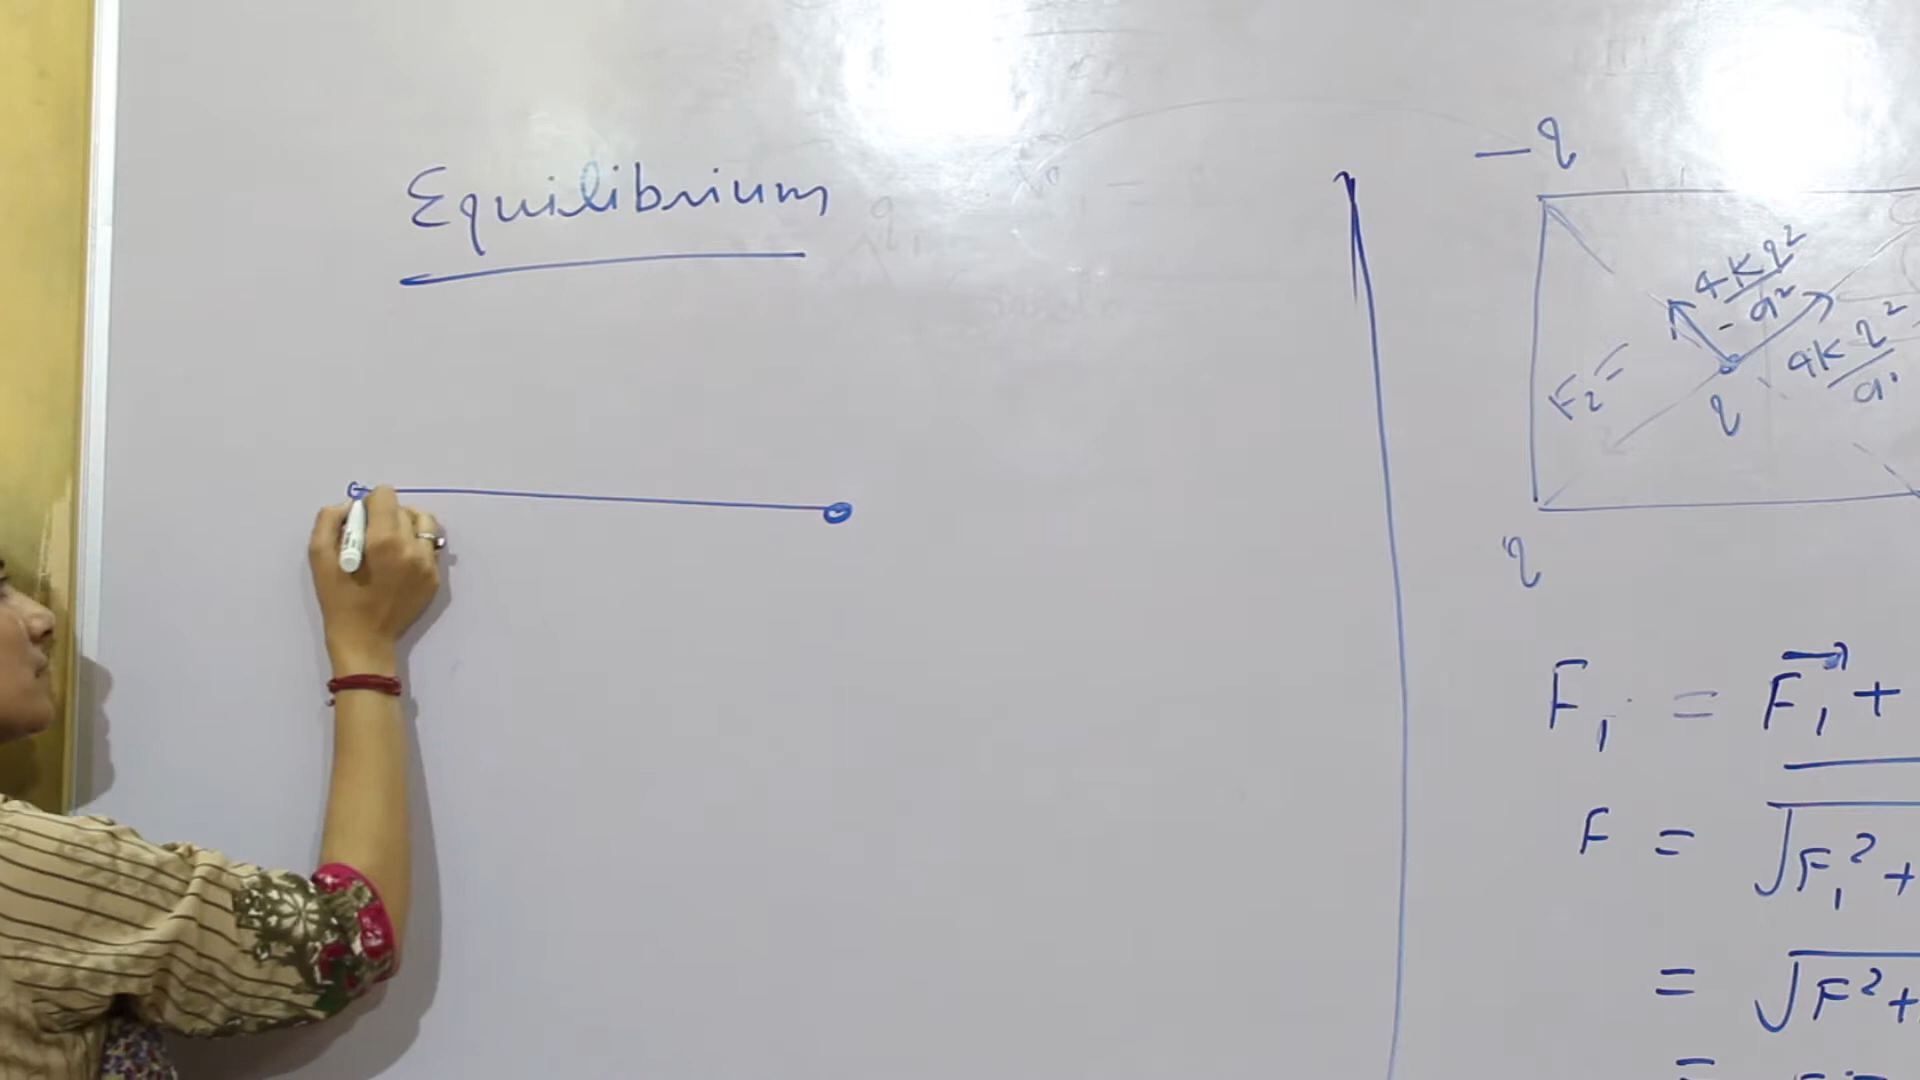 Equilibrium
-q
4kq²/a²
4kq²/a²
F₂ =
q
q
F₁ = F₁⃗ +
F = √F₁² +
= √F² +
=